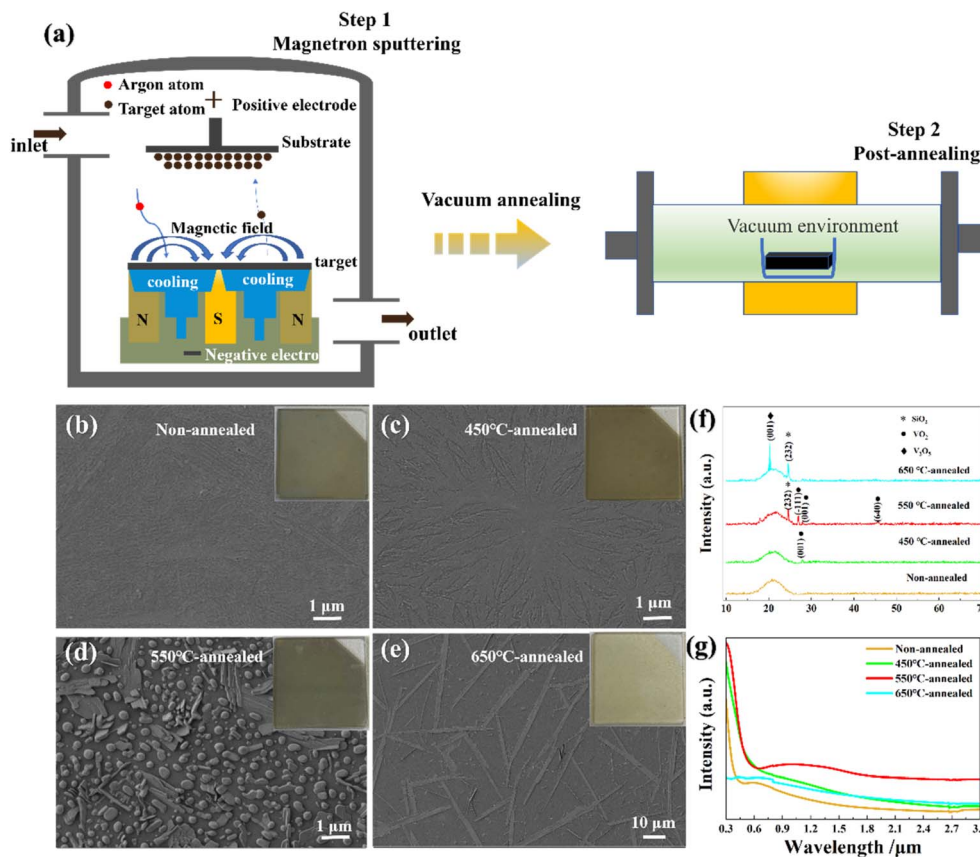 (a)
Step 1
Magnetron sputtering
Argon atom
Target atom
+
Positive electrode
inlet
Substrate
Magnetic field
target
cooling
cooling
N
S
N
outlet
Negative electro
Vacuum annealing
Step 2
Post-annealing
Vacuum environment
(b)
Non-annealed
1 μm
(c)
450°C-annealed
1 μm
(d)
550°C-annealed
1 μm
(e)
650°C-annealed
10 μm
(f)
Intensity (a.u.)
* SiO₂
● VO₂
♦ V₂O₅
♦
(001)
(232) *
650 °C-annealed
(232) *
(-111) ♦
(001) ●
(640) ●
550 °C-annealed
(001) ●
450 °C-annealed
Non-annealed
10 20 30 40 50 60
(g)
Intensity (a.u.)
Non-annealed
450°C-annealed
550°C-annealed
650°C-annealed
0.3 0.6 0.9 1.2 1.5 1.8 2.1 2.4 2.7 3.
Wavelength /μm